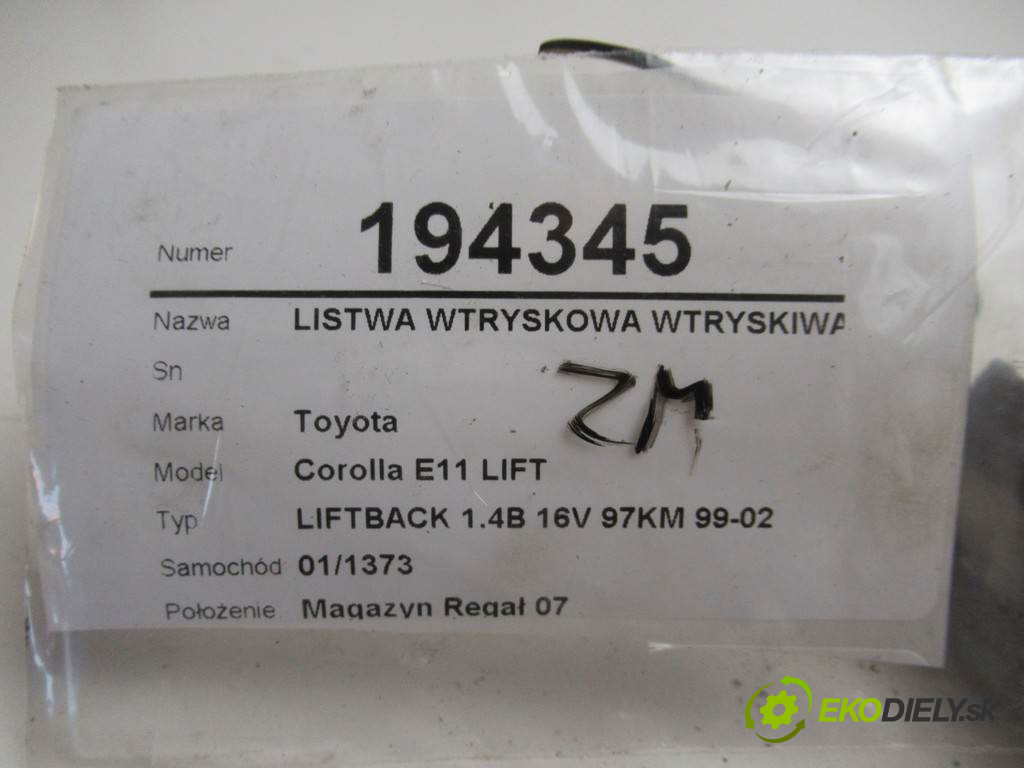 Numer 194345
Nazwa LISTWA WTRYSKOWA WTRYSKIWA
Sn
ZM
Marka Toyota
Model Corolla E11 LIFT
Typ LIFTBACK 1.4B 16V 97KM 99-02
Samochód 01/1373
Położenie Magazyn Regał 07
EKODIELY.sk